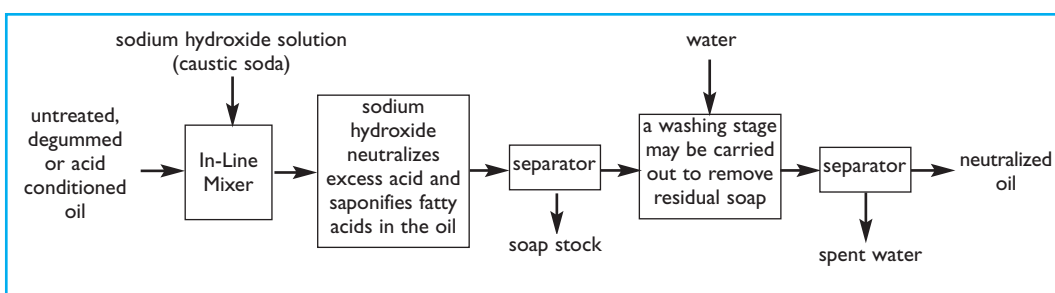 sodium hydroxide solution
(caustic soda)
untreated,
degummed
or acid
conditioned
oil
In-Line
Mixer
sodium
hydroxide
neutralizes
excess acid and
saponifies fatty
acids in the oil
separator
soap stock
water
a washing stage
may be carried
out to remove
residual soap
separator
spent water
neutralized
oil